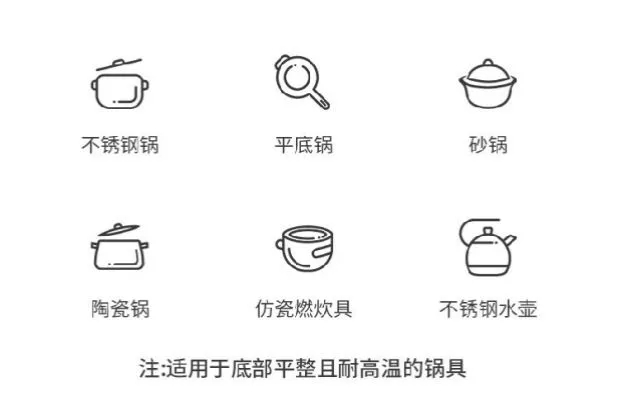 不锈钢锅
平底锅
砂锅
陶瓷锅
仿瓷燃炊具
不锈钢水壶
注:适用于底部平整且耐高温的锅具